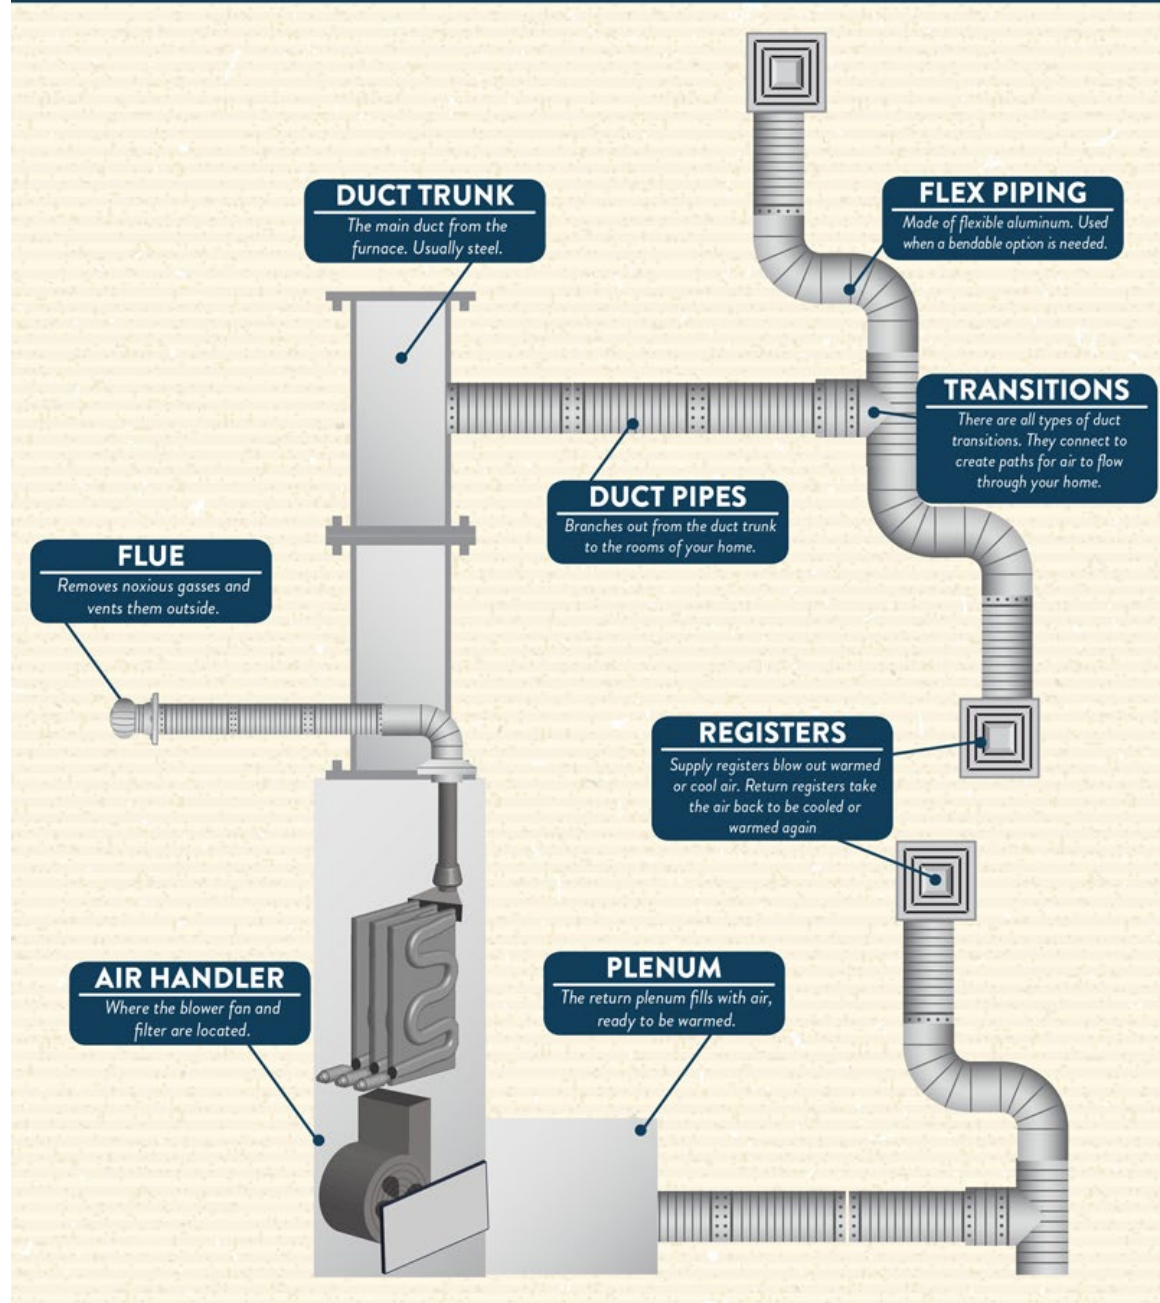 DUCT TRUNK
The main duct from the
furnace. Usually steel.
FLEX PIPING
Made of flexible aluminum. Used
when a bendable option is needed.
TRANSITIONS
There are all types of duct
transitions. They connect to
create paths for air to flow
through your home.
DUCT PIPES
Branches out from the duct trunk
to the rooms of your home.
FLUE
Removes noxious gasses and
vents them outside.
REGISTERS
Supply registers blow out warmed
or cool air. Return registers take
the air back to be cooled or
warmed again
AIR HANDLER
Where the blower fan and
filter are located.
PLENUM
The return plenum fills with air,
ready to be warmed.